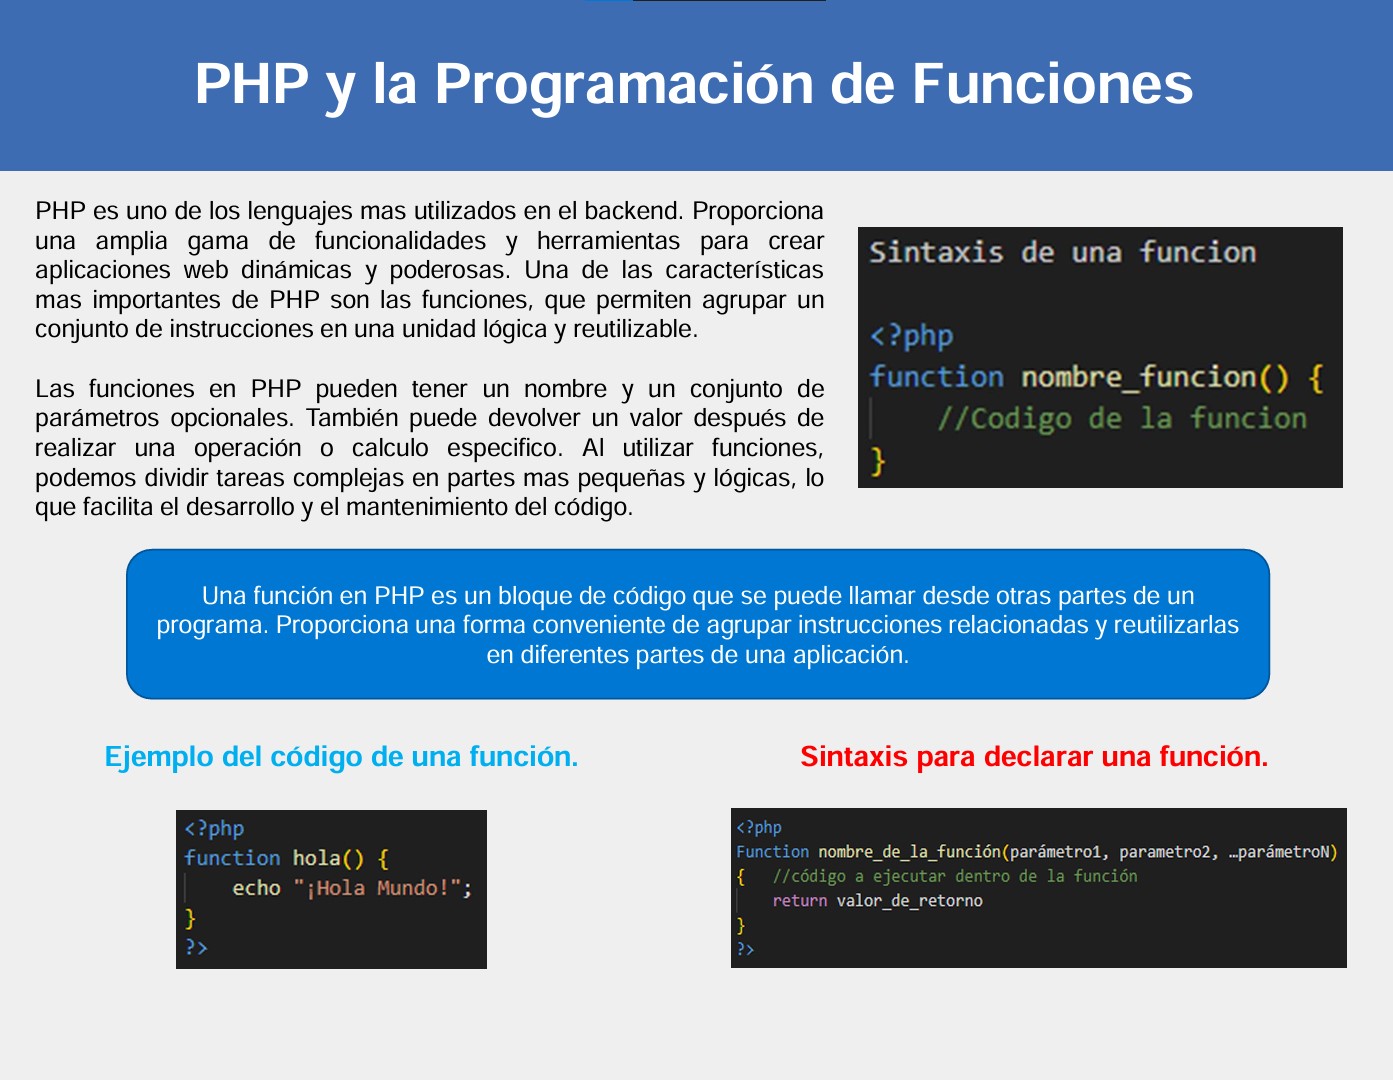 PHP y la Programación de Funciones
PHP es uno de los lenguajes mas utilizados en el backend. Proporciona
una amplia gama de funcionalidades y herramientas para crear
aplicaciones web dinámicas y poderosas. Una de las características
mas importantes de PHP son las funciones, que permiten agrupar un
conjunto de instrucciones en una unidad lógica y reutilizable.
Las funciones en PHP pueden tener un nombre y un conjunto de
parámetros opcionales. También puede devolver un valor después de
realizar una operación o calculo especifico. Al utilizar funciones,
podemos dividir tareas complejas en partes mas pequeñas y lógicas, lo
que facilita el desarrollo y el mantenimiento del código.
Sintaxis de una funcion
<?php
function nombre_funcion() {
//Codigo de la funcion
}
Una función en PHP es un bloque de código que se puede llamar desde otras partes de un
programa. Proporciona una forma conveniente de agrupar instrucciones relacionadas y reutilizarlas
en diferentes partes de una aplicación.
Ejemplo del código de una función.
<?php
function hola() {
echo "¡Hola Mundo!";
}
?>
Sintaxis para declarar una función.
<?php
Function nombre_de_la_función(parámetro1, parametro2, …parámetroN)
{ //código a ejecutar dentro de la función
return valor_de_retorno
}
?>